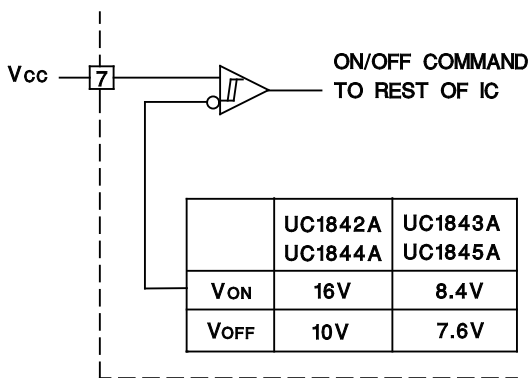 Vcc
7
ON/OFF COMMAND
TO REST OF IC
UC1842A UC1843A
UC1844A UC1845A
VON 16V 8.4V
VOFF 10V 7.6V